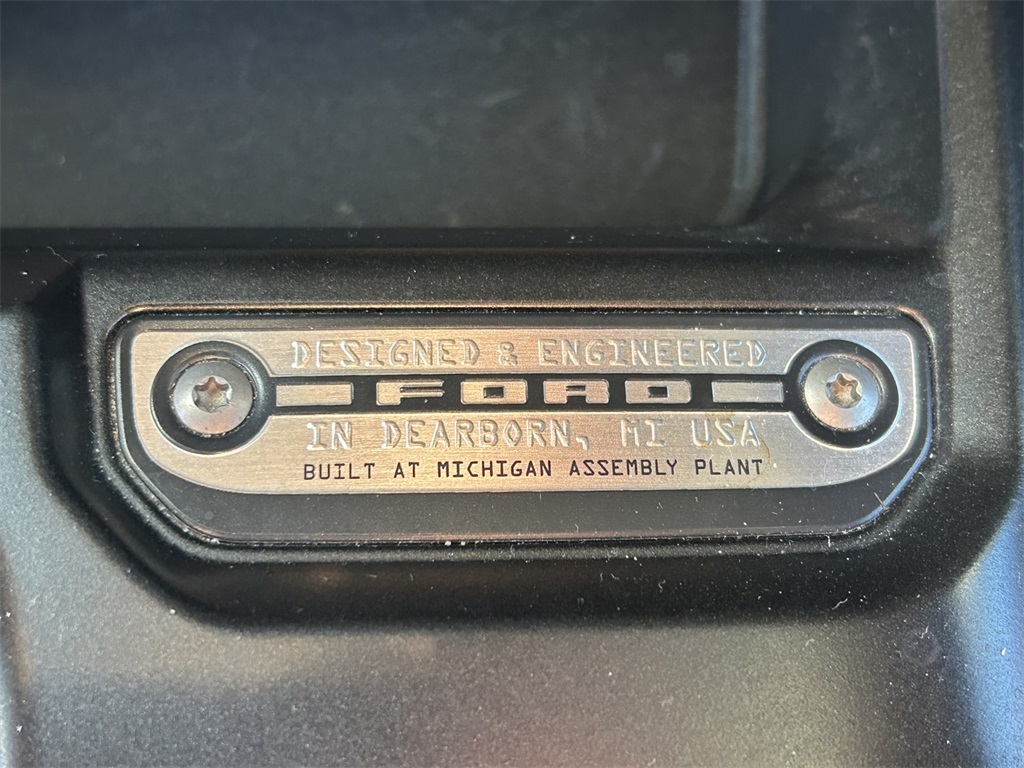 DESIGNED & ENGINEERED
FORD
IN DEARBORN, MI USA
BUILT AT MICHIGAN ASSEMBLY PLANT